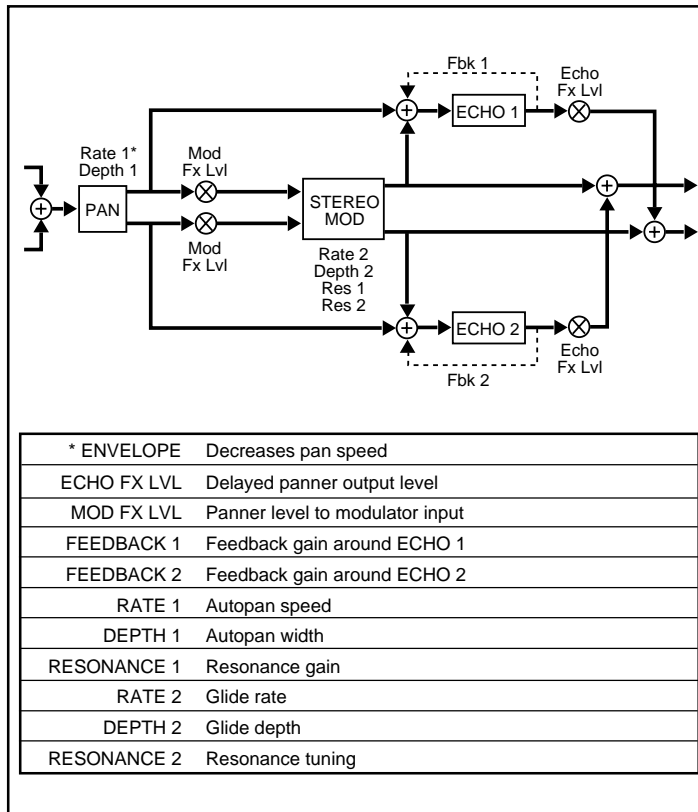 Fbk 1
Echo
Fx Lvl
ECHO 1
Rate 1*
Depth 1
Mod
Fx Lvl
PAN
STEREO
MOD
Mod
Fx Lvl
Rate 2
Depth 2
Res 1
Res 2
ECHO 2
Echo
Fx Lvl
Fbk 2
* ENVELOPE Decreases pan speed
ECHO FX LVL Delayed panner output level
MOD FX LVL Panner level to modulator input
FEEDBACK 1 Feedback gain around ECHO 1
FEEDBACK 2 Feedback gain around ECHO 2
RATE 1 Autopan speed
DEPTH 1 Autopan width
RESONANCE 1 Resonance gain
RATE 2 Glide rate
DEPTH 2 Glide depth
RESONANCE 2 Resonance tuning